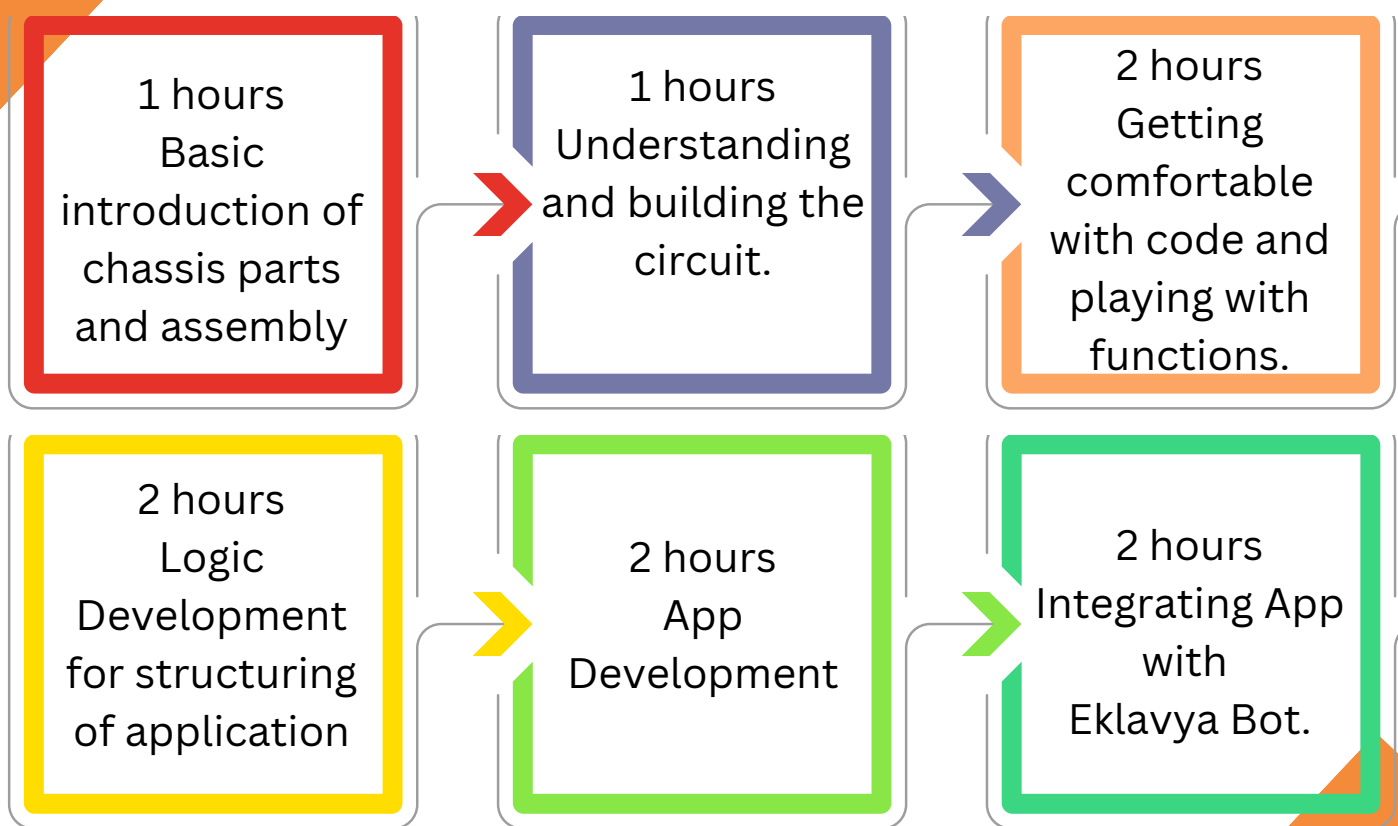 1 hours
Basic
introduction of
chassis parts
and assembly
1 hours
Understanding
and building the
circuit.
2 hours
Getting
comfortable
with code and
playing with
functions.
2 hours
Logic
Development
for structuring
of application
2 hours
App
Development
2 hours
Integrating App
with
Eklavya Bot.